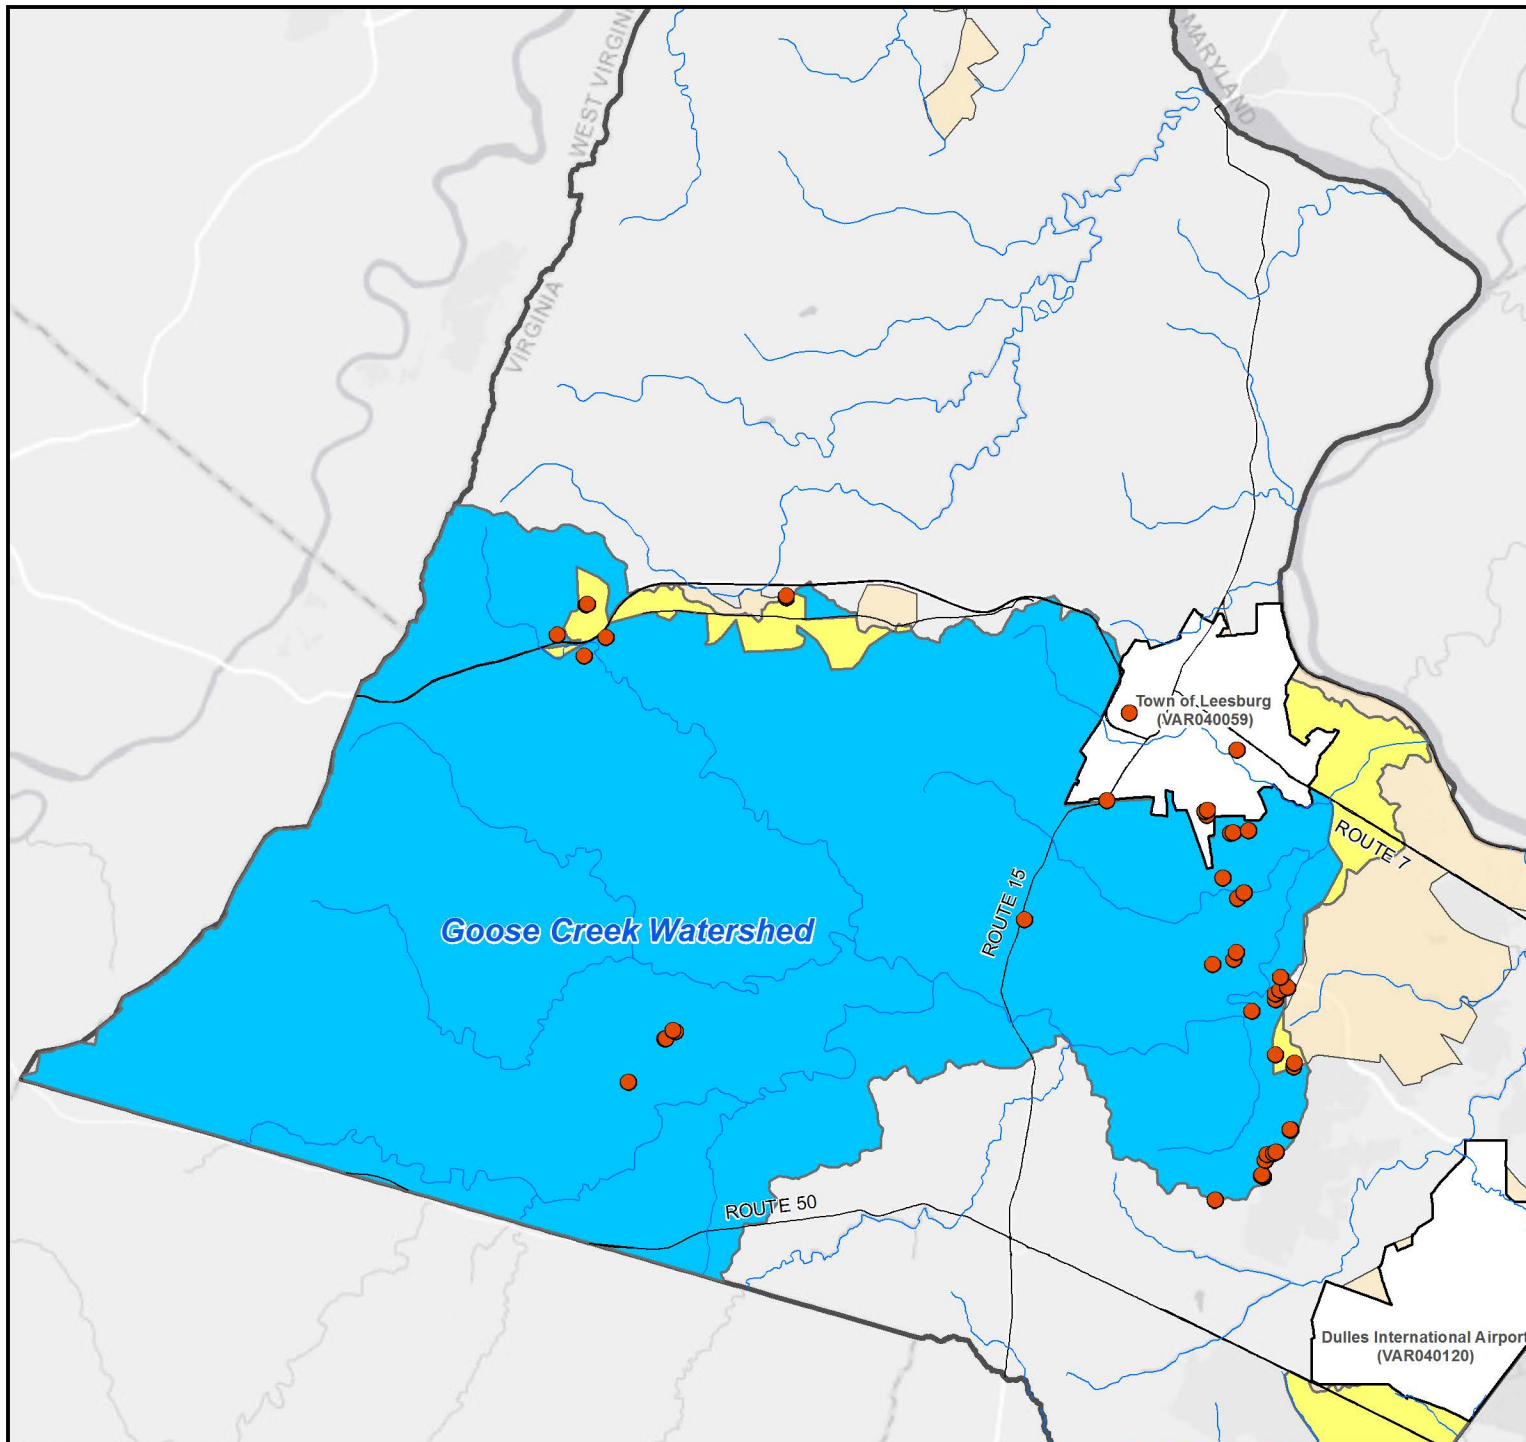 WEST VIRGINI
MARYLAND
VIRGINIA
Town of Leesburg
(VAR040059)
ROUTE 7
ROUTE 15
Goose Creek Watershed
ROUTE 50
Dulles International Airport
(VAR040120)